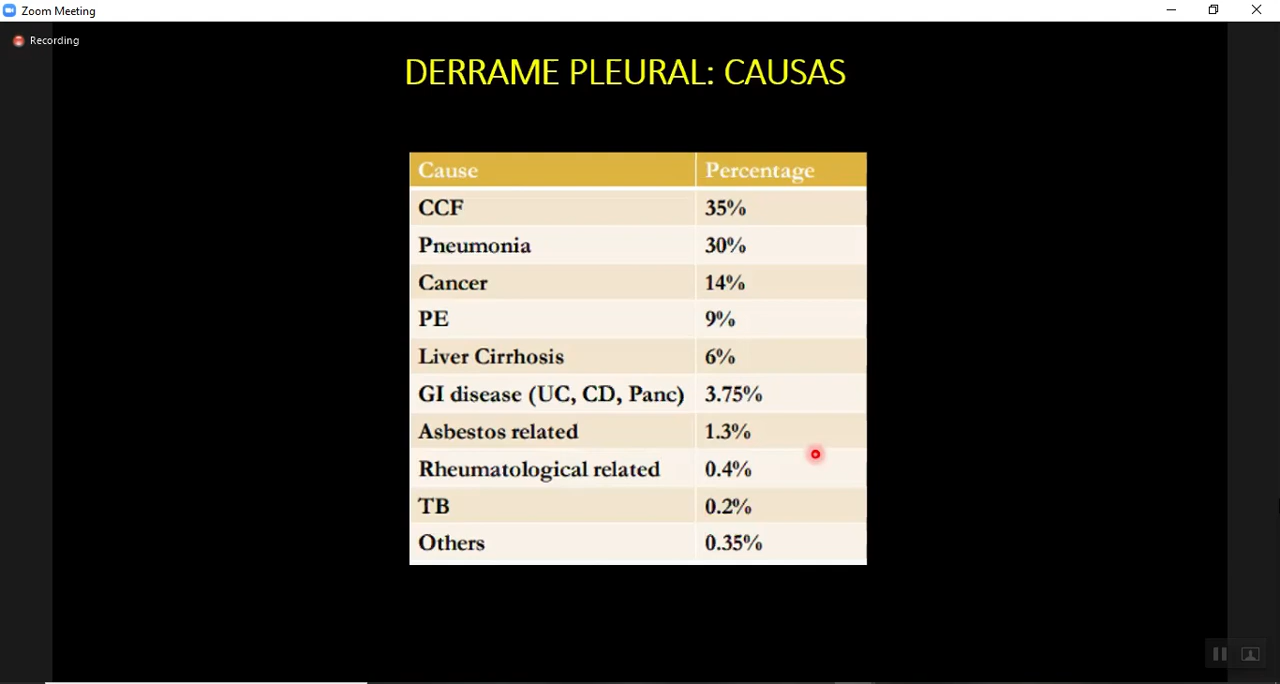 Zoom Meeting
Recording
DERRAME PLEURAL: CAUSAS
Cause Percentage
CCF 35%
Pneumonia 30%
Cancer 14%
PE 9%
Liver Cirrhosis 6%
GI disease (UC, CD, Panc) 3.75%
Asbestos related 1.3%
Rheumatological related 0.4%
TB 0.2%
Others 0.35%